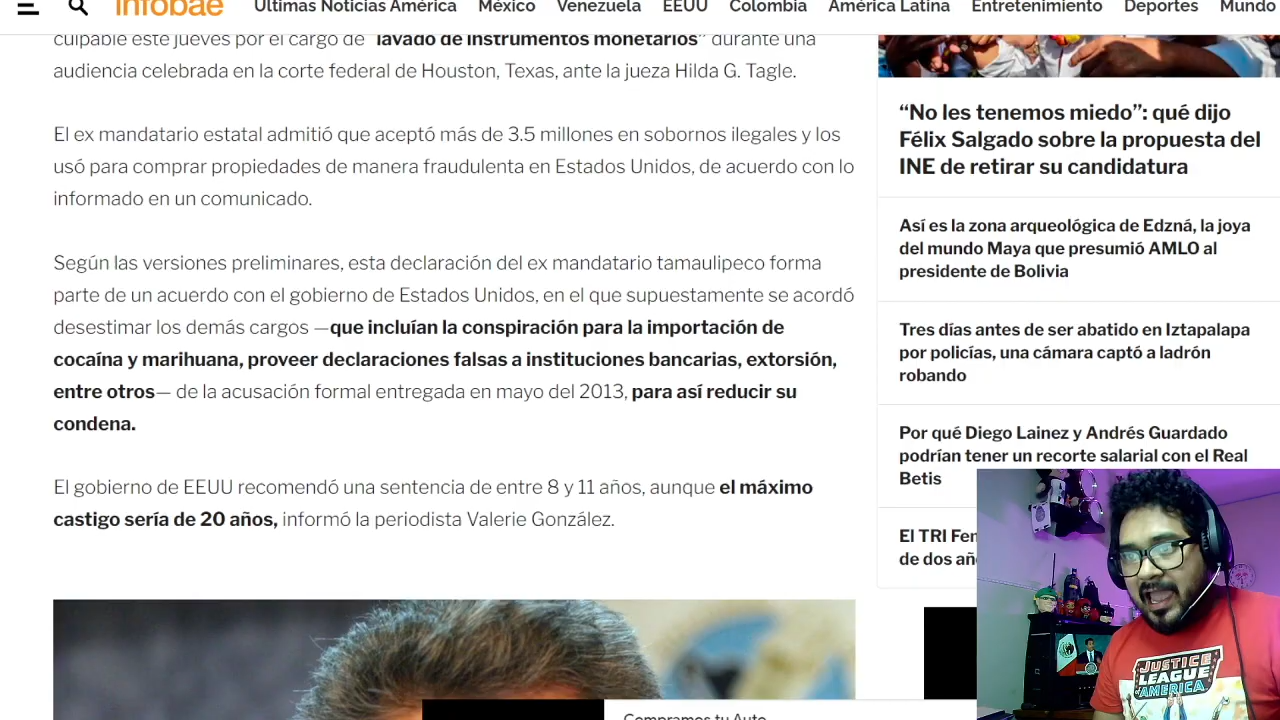 infobae
Últimas Noticias América México Venezuela EEUU Colombia América Latina Entretenimiento Deportes Mundo
culpable este jueves por el cargo de “lavado de instrumentos monetarios” durante una
audiencia celebrada en la corte federal de Houston, Texas, ante la jueza Hilda G. Tagle.
El ex mandatario estatal admitió que aceptó más de 3.5 millones en sobornos ilegales y los
usó para comprar propiedades de manera fraudulenta en Estados Unidos, de acuerdo con lo
informado en un comunicado.
Según las versiones preliminares, esta declaración del ex mandatario tamaulipeco forma
parte de un acuerdo con el gobierno de Estados Unidos, en el que supuestamente se acordó
desestimar los demás cargos —que incluían la conspiración para la importación de
cocaína y marihuana, proveer declaraciones falsas a instituciones bancarias, extorsión,
entre otros— de la acusación formal entregada en mayo del 2013, para así reducir su
condena.
El gobierno de EEUU recomendó una sentencia de entre 8 y 11 años, aunque el máximo
castigo sería de 20 años, informó la periodista Valerie González.
“No les tenemos miedo”: qué dijo
Félix Salgado sobre la propuesta del
INE de retirar su candidatura
Así es la zona arqueológica de Edzná, la joya
del mundo Maya que presumió AMLO al
presidente de Bolivia
Tres días antes de ser abatido en Iztapalapa
por policías, una cámara captó a ladrón
robando
Por qué Diego Lainez y Andrés Guardado
podrían tener un recorte salarial con el Real
Betis
El TRI Fen
de dos añ
Compramos tu Auto
JUSTICE
LEAGUE
AMERICA